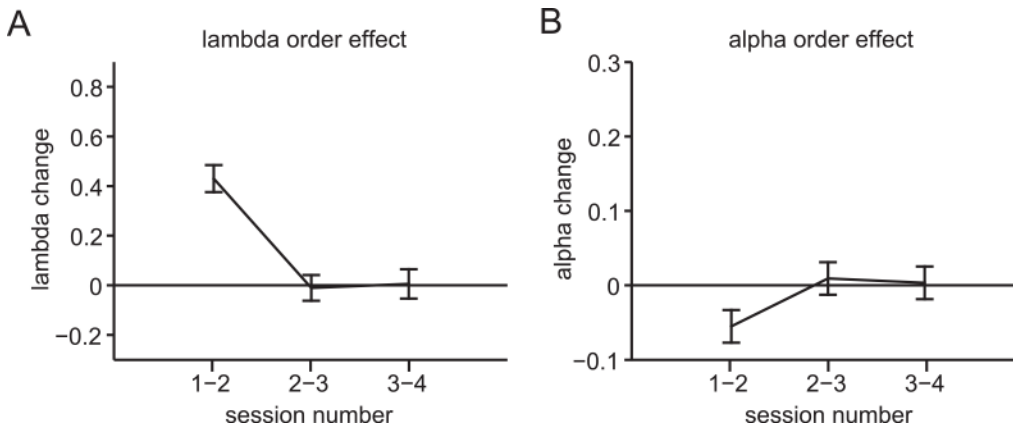 A
lambda order effect
lambda change
0.8
0.6
0.4
0.2
0
−0.2
1−2 2−3 3−4
session number
B
alpha order effect
alpha change
0.3
0.2
0.1
0
−0.1
1−2 2−3 3−4
session number